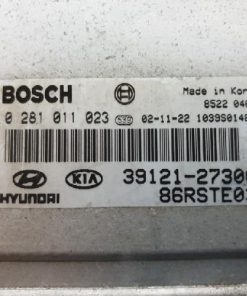 BOSCH Made in Kor
8522 040
0 281 011 023 02-11-22 1039S0148
HYUNDAI KIA 39121-2730
86RSTE0